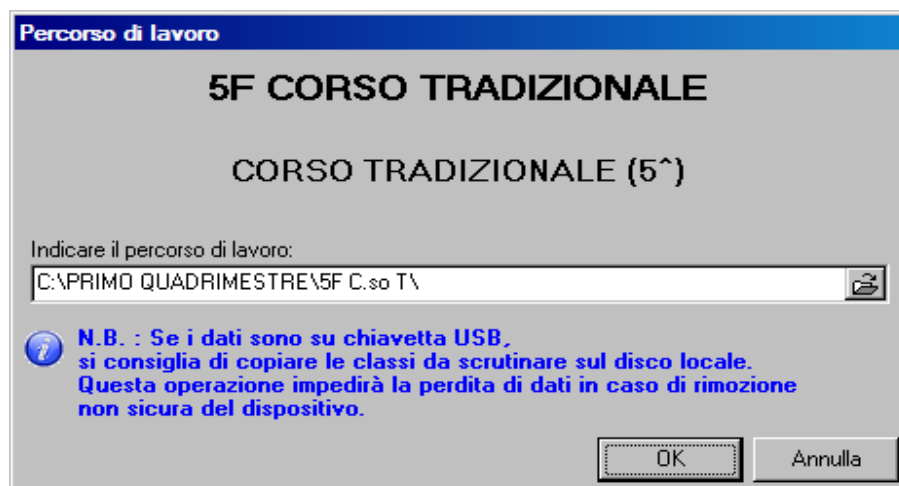 Percorso di lavoro
5F CORSO TRADIZIONALE
CORSO TRADIZIONALE (5^)
Indicare il percorso di lavoro:
C:\PRIMO QUADRIMESTRE\5F C.so T\
N.B. : Se i dati sono su chiavetta USB,
si consiglia di copiare le classi da scrutinare sul disco locale.
Questa operazione impedirà la perdita di dati in caso di rimozione
non sicura del dispositivo.
OK Annulla